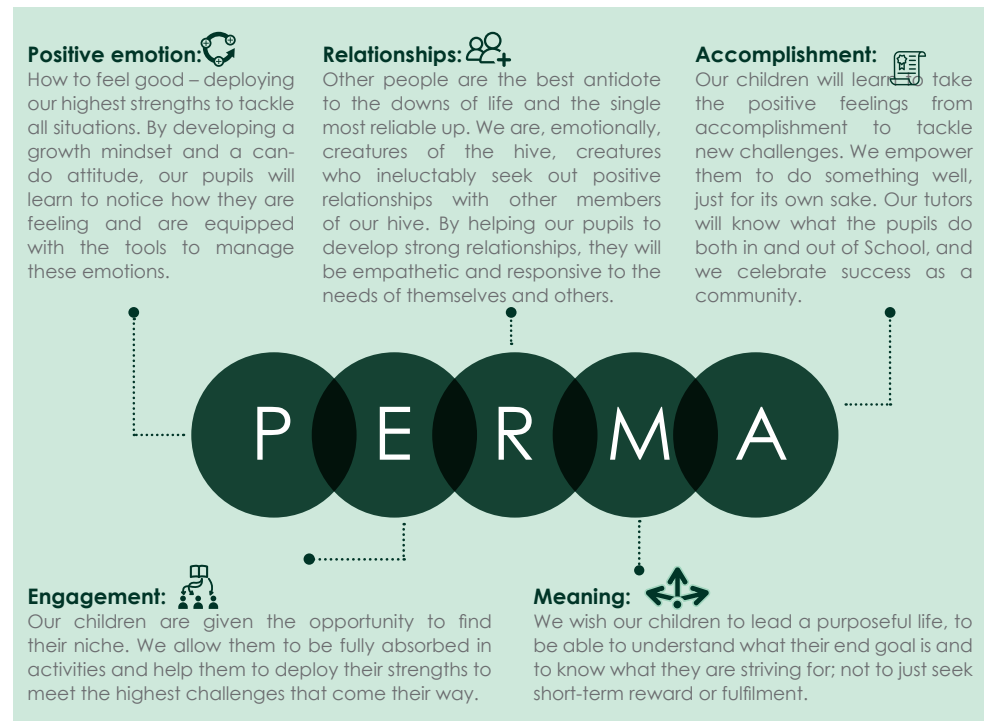 Positive emotion:
How to feel good – deploying
our highest strengths to tackle
all situations. By developing a
growth mindset and a can-
do attitude, our pupils will
learn to notice how they are
feeling and are equipped
with the tools to manage
these emotions.
Relationships:
Other people are the best antidote
to the downs of life and the single
most reliable up. We are, emotionally,
creatures of the hive, creatures
who ineluctably seek out positive
relationships with other members
of our hive. By helping our pupils to
develop strong relationships, they will
be empathetic and responsive to the
needs of themselves and others.
Accomplishment:
Our children will learn to take
the positive feelings from
accomplishment to tackle
new challenges. We empower
them to do something well,
just for its own sake. Our tutors
will know what the pupils do
both in and out of School, and
we celebrate success as a
community.
P E R M A
Engagement:
Our children are given the opportunity to find
their niche. We allow them to be fully absorbed in
activities and help them to deploy their strengths to
meet the highest challenges that come their way.
Meaning:
We wish our children to lead a purposeful life, to
be able to understand what their end goal is and
to know what they are striving for; not to just seek
short-term reward or fulfilment.